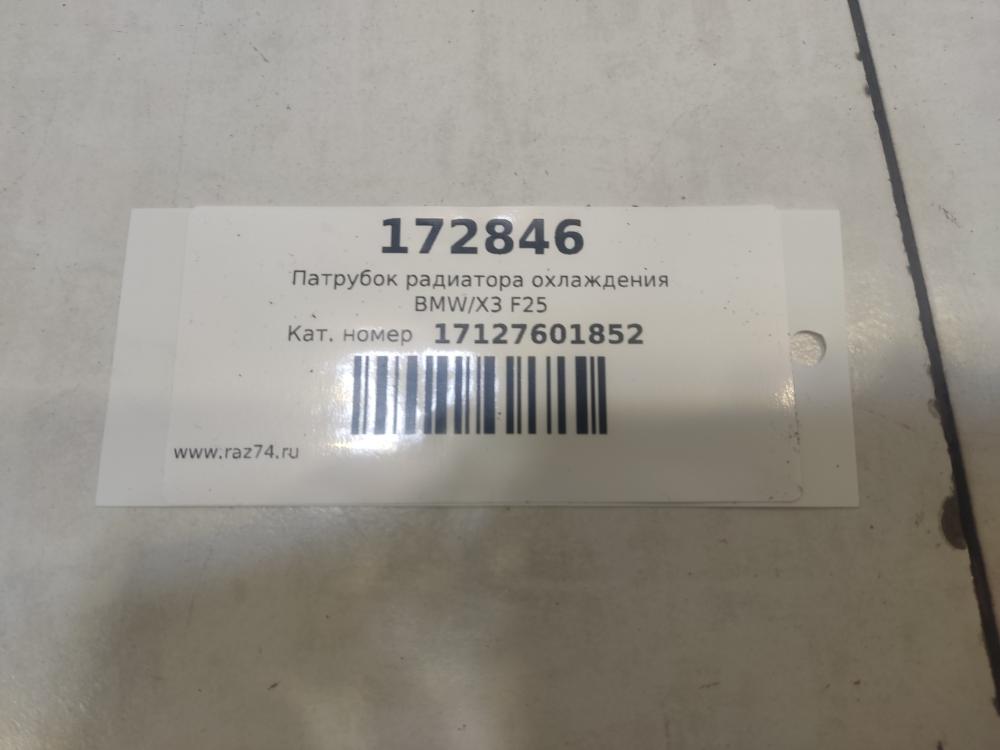 172846
Патрубок радиатора охлаждения
BMW/X3 F25
Кат. номер 17127601852
www.raz74.ru